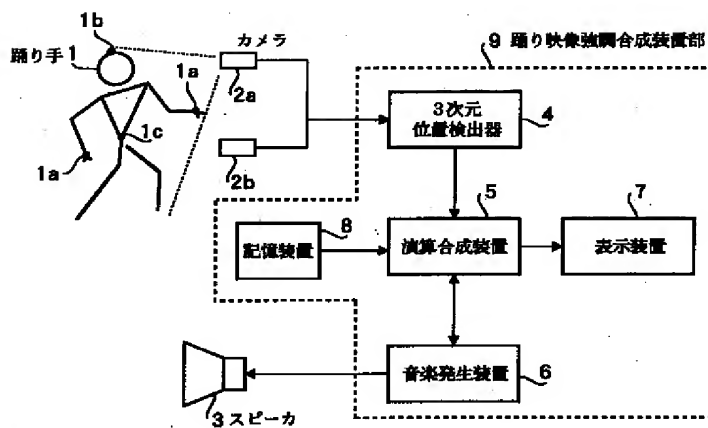 1b
踊り手 1
1a
1c
1a
カメラ
2a
2b
9 踊り映像強調合成装置部
3次元
位置検出器
4
5
演算合成装置
7
表示装置
8
記憶装置
音楽発生装置
6
3 スピーカ